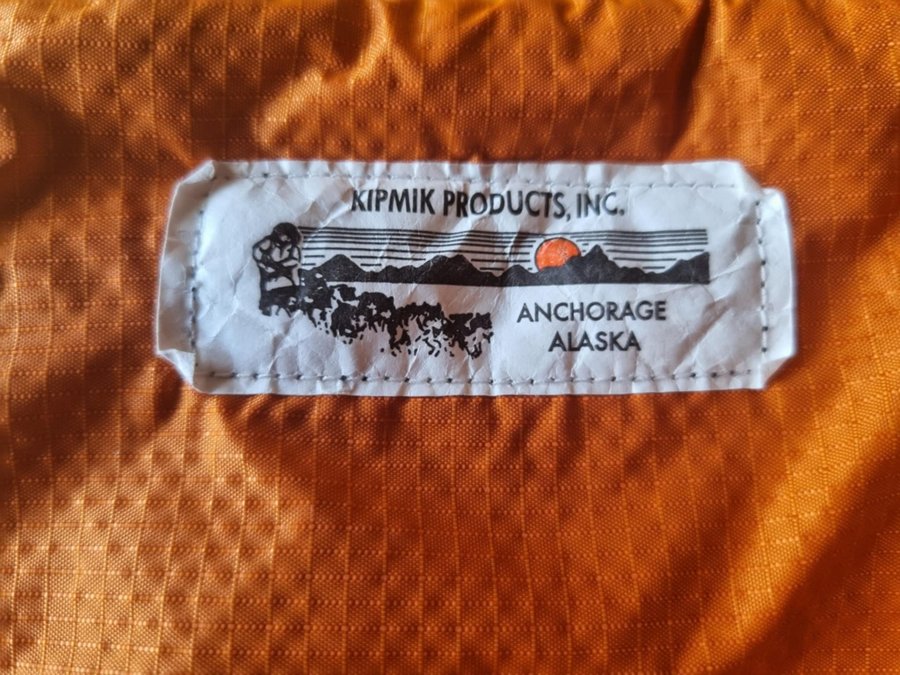 KIPMIK PRODUCTS, INC.
ANCHORAGE
ALASKA